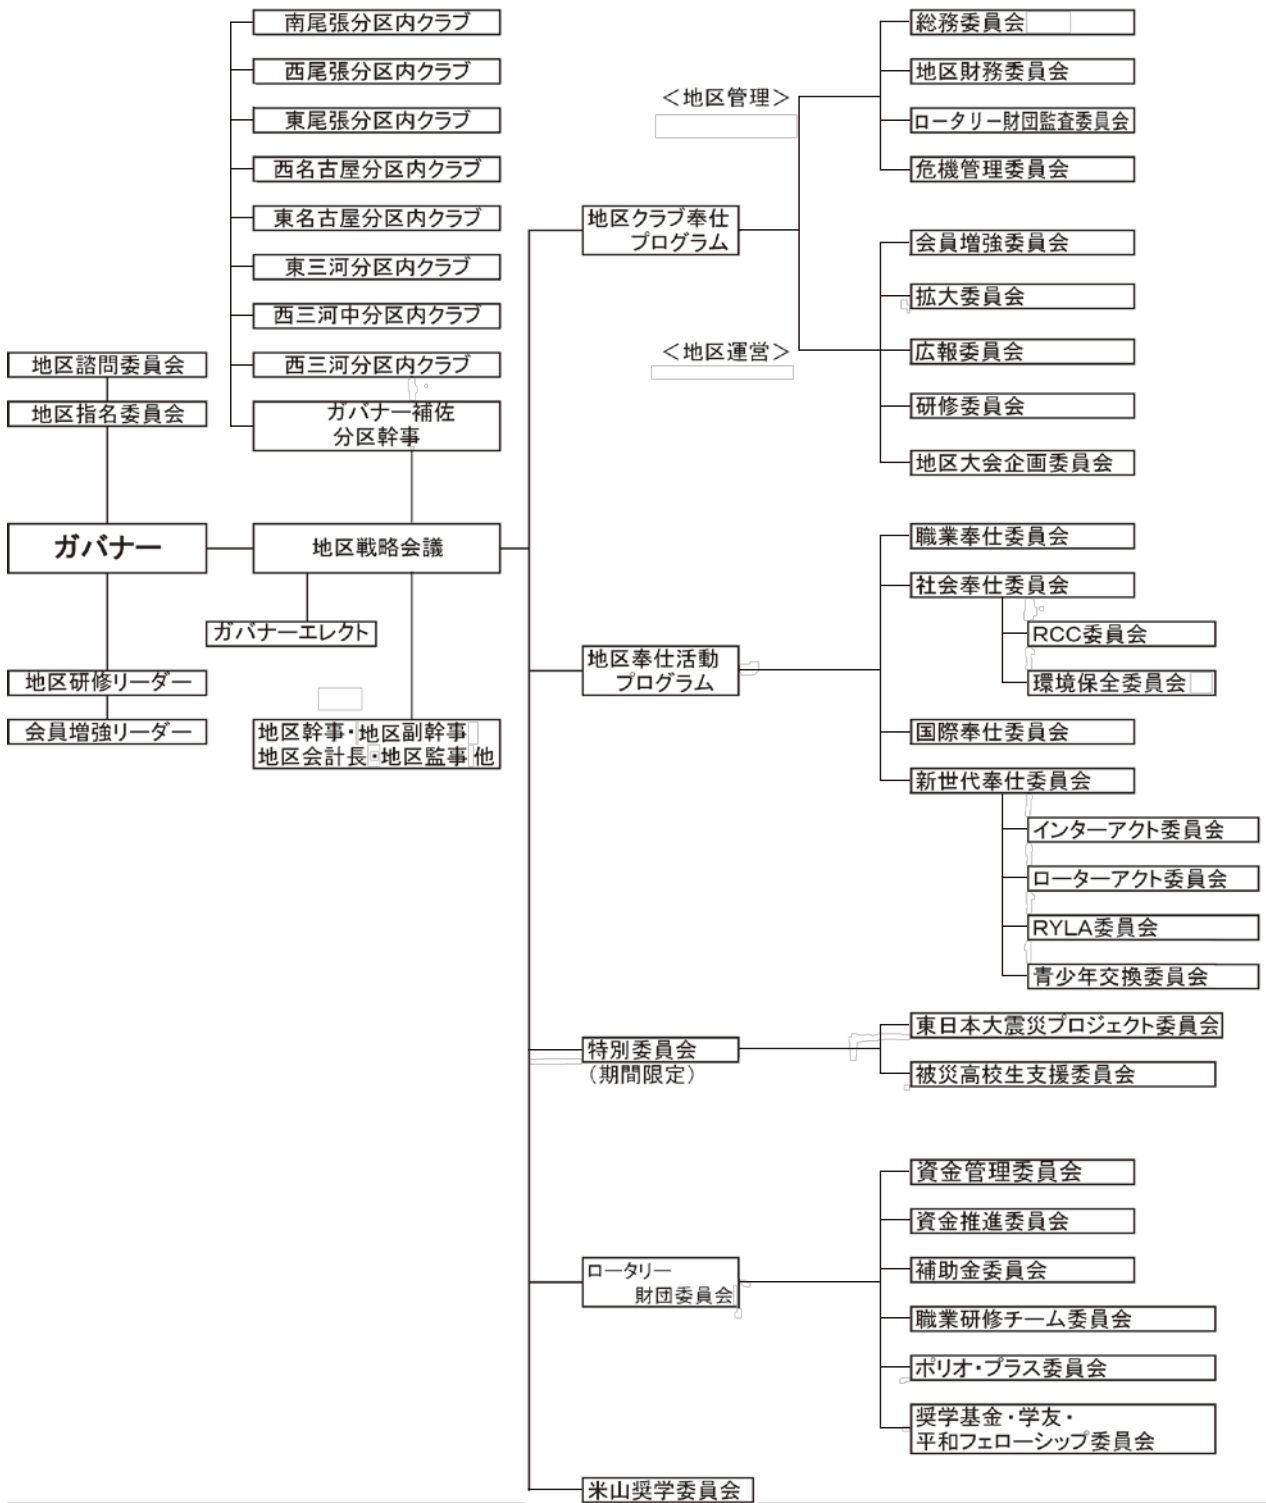 南尾張分区内クラブ
西尾張分区内クラブ
東尾張分区内クラブ
西名古屋分区内クラブ
東名古屋分区内クラブ
東三河分区内クラブ
西三河中分区内クラブ
西三河分区内クラブ
ガバナー補佐
分区幹事
地区諮問委員会
地区指名委員会
ガバナー
地区戦略会議
ガバナーエレクト
地区研修リーダー
会員増強リーダー
地区幹事・地区副幹事
地区会計長・地区監事 他
地区クラブ奉仕
プログラム
＜地区管理＞
総務委員会
地区財務委員会
ロータリー財団監査委員会
危機管理委員会
＜地区運営＞
会員増強委員会
拡大委員会
広報委員会
研修委員会
地区大会企画委員会
地区奉仕活動
プログラム
職業奉仕委員会
社会奉仕委員会
RCC委員会
環境保全委員会
国際奉仕委員会
新世代奉仕委員会
インターアクト委員会
ローターアクト委員会
RYLA委員会
青少年交換委員会
特別委員会
（期間限定）
東日本大震災プロジェクト委員会
被災高校生支援委員会
ロータリー
財団委員会
資金管理委員会
資金推進委員会
補助金委員会
職業研修チーム委員会
ポリオ・プラス委員会
奨学基金・学友・
平和フェローシップ委員会
米山奨学委員会